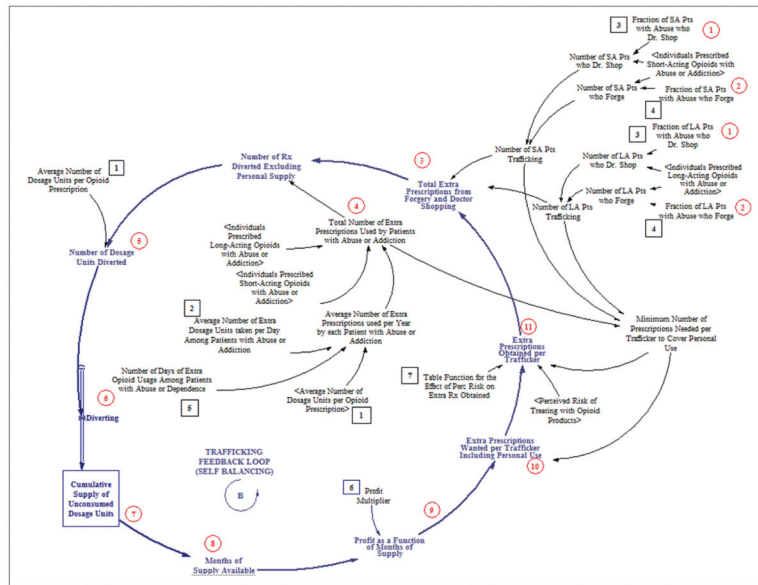 3
Fraction of SA Pts
with Abuse who
Dr. Shop
1
Number of SA Pts
who Dr. Shop
<Individuals Prescribed
Short-Acting Opioids with
Abuse or Addiction>
2
Number of SA Pts
who Forge
Fraction of SA Pts
with Abuse who Forge
4
3
Fraction of LA Pts
with Abuse who
Dr. Shop
1
Number of SA Pts
Trafficking
Number of LA Pts
who Dr. Shop
<Individuals Prescribed
Long-Acting Opioids
with Abuse or
Addiction>
Number of LA Pts
who Forge
Number of LA Pts
Trafficking
Fraction of LA Pts
with Abuse who Forge
2
4
Number of Rx
Diverted Excluding
Personal Supply
3
Total Extra
Prescriptions from
Forgery and Doctor
Shopping
1
Average Number of
Dosage Units per Opioid
Prescription
4
Total Number of Extra
Prescriptions Used by Patients
with Abuse or Addiction
<Individuals
Prescribed
Long-Acting Opioids
with Abuse or
Addiction>
<Individuals Prescribed
Short-Acting Opioids
with Abuse or
Addiction>
5
Number of Dosage
Units Diverted
2
Average Number of Extra
Dosage Units taken per Day
Among Patients with Abuse or
Addiction
Average Number of Extra
Prescriptions used per Year
by each Patient with Abuse or
Addiction
Minimum Number of
Prescriptions Needed per
Trafficker to Cover Personal
Use
11
Extra
Prescriptions
Obtained per
Trafficker
Number of Days of Extra
Opioid Usage Among Patients
with Abuse or Dependence
5
7
Table Function for the
Effect of Perc Risk on
Extra Rx Obtained
<Average Number of
Dosage Units per Opioid
Prescription>
1
<Perceived Risk of
Treating with Opioid
Products>
6
Diverting
Extra Prescriptions
Wanted per Trafficker
Including Personal Use
10
TRAFFICKING
FEEDBACK LOOP
(SELF BALANCING)
B
Cumulative
Supply of
Unconsumed
Dosage Units
7
6
Profit
Multiplier
9
8
Months of
Supply Available
Profit as a Function
of Months of
Supply